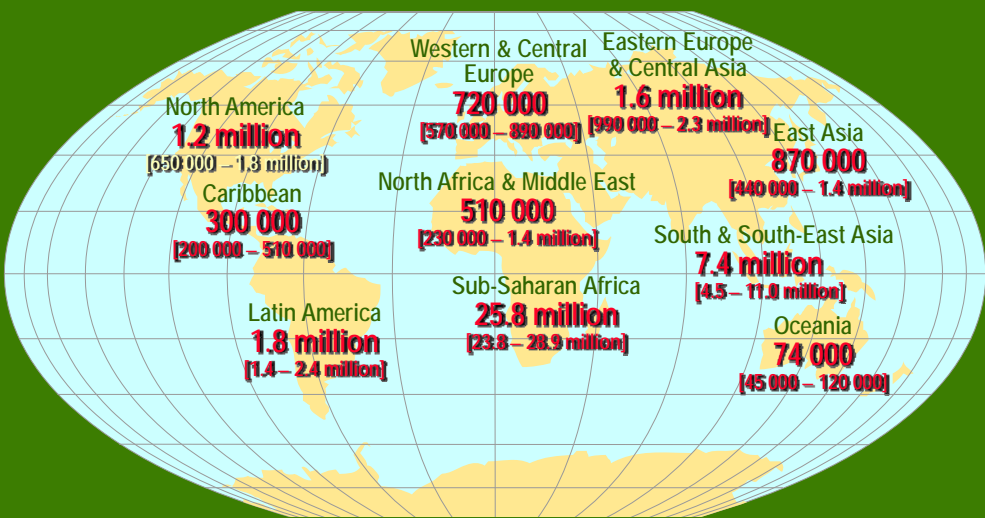 Western & Central
Europe
720 000
[570 000 – 890 000]
Eastern Europe
& Central Asia
1.6 million
[990 000 – 2.3 million]
North America
1.2 million
[650 000 – 1.8 million]
East Asia
870 000
[440 000 – 1.4 million]
Caribbean
300 000
[200 000 – 510 000]
North Africa & Middle East
510 000
[230 000 – 1.4 million]
South & South-East Asia
7.4 million
[4.5 – 11.0 million]
Sub-Saharan Africa
25.8 million
[23.8 – 28.9 million]
Latin America
1.8 million
[1.4 – 2.4 million]
Oceania
74 000
[45 000 – 120 000]